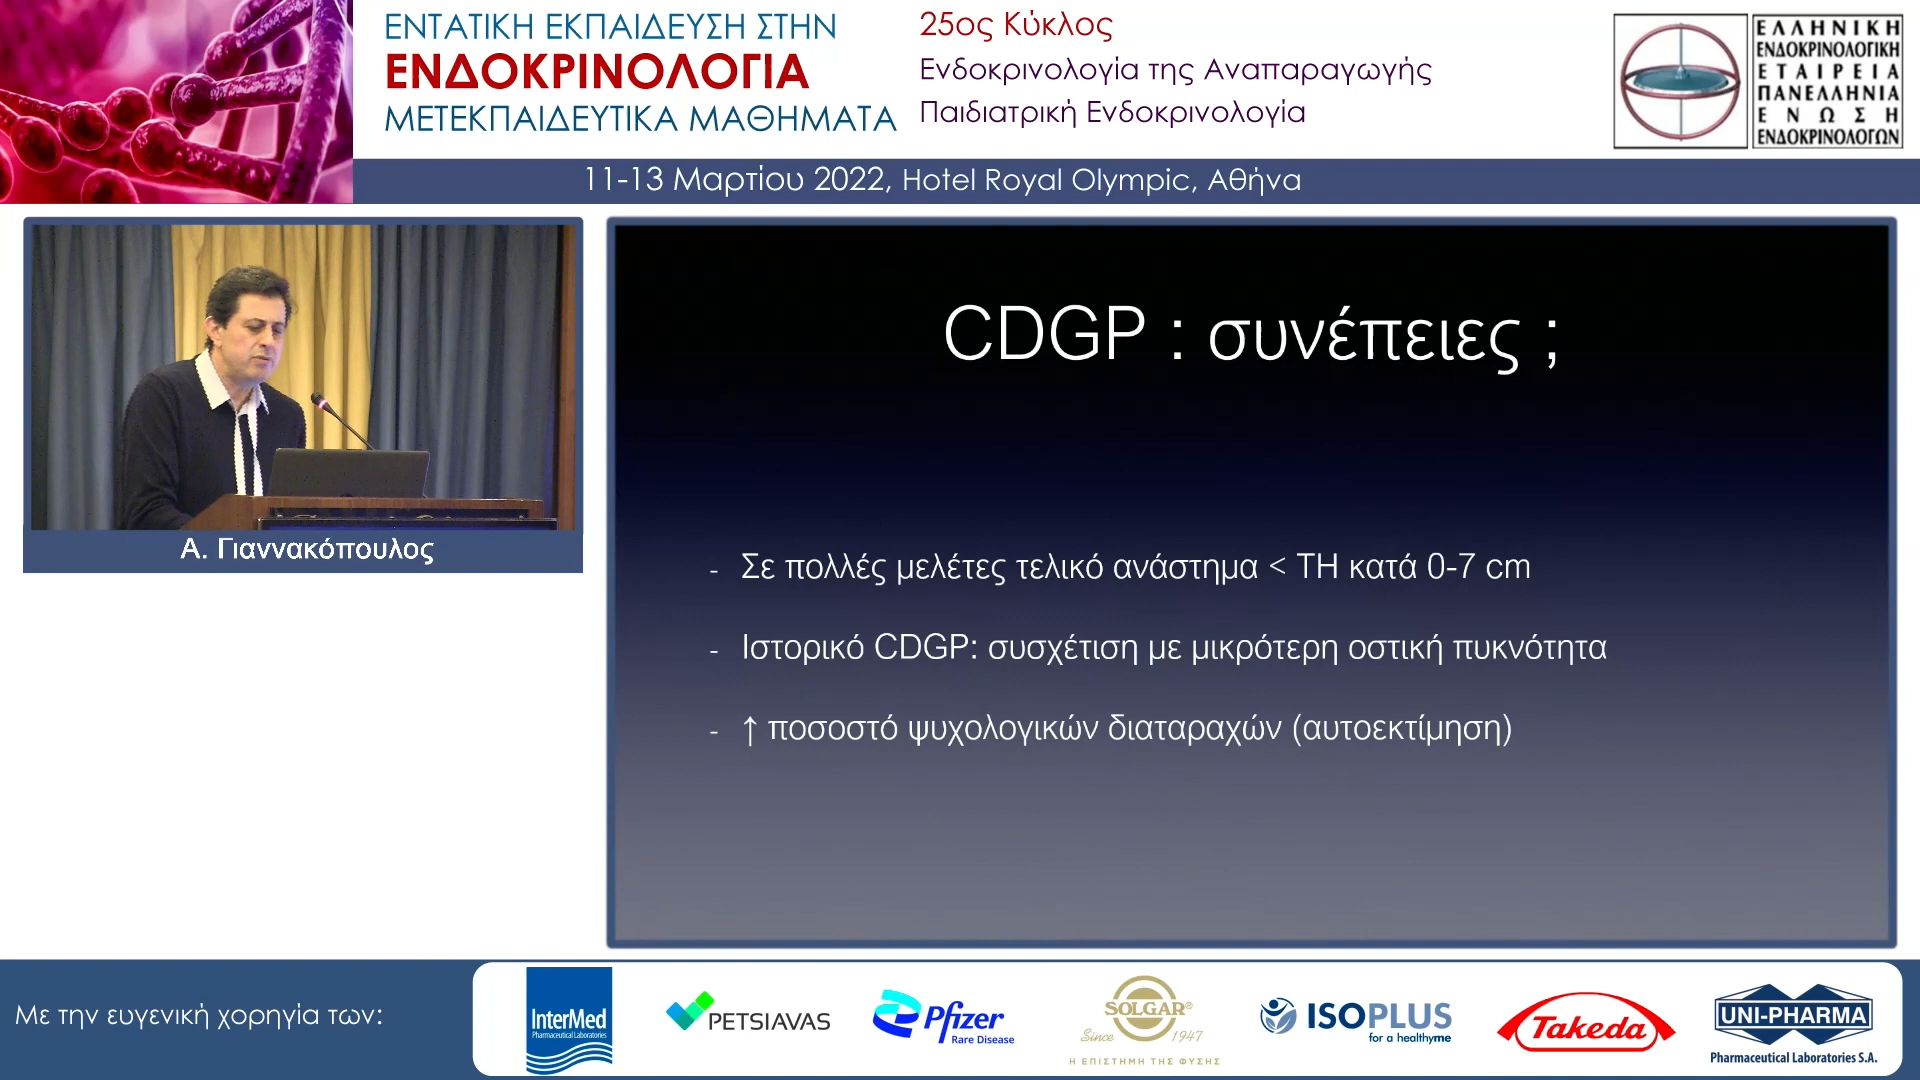 ΕΝΤΑΤΙΚΗ ΕΚΠΑΙΔΕΥΣΗ ΣΤΗΝ
ΕΝΔΟΚΡΙΝΟΛΟΓΙΑ
ΜΕΤΕΚΠΑΙΔΕΥΤΙΚΑ ΜΑΘΗΜΑΤΑ
25ος Κύκλος
Ενδοκρινολογία της Αναπαραγωγής
Παιδιατρική Ενδοκρινολογία
ΕΛΛΗΝΙΚΗ
ΕΝΔΟΚΡΙΝΟΛΟΓΙΚΗ
ΕΤΑΙΡΕΙΑ
ΠΑΝΕΛΛΗΝΙΑ
ΕΝΩΣΗ
ΕΝΔΟΚΡΙΝΟΛΟΓΩΝ
11-13 Μαρτίου 2022, Hotel Royal Olympic, Αθήνα
Α. Γιαννακόπουλος
CDGP : συνέπειες ;
- Σε πολλές μελέτες τελικό ανάστημα < TH κατά 0-7 cm
- Ιστορικό CDGP: συσχέτιση με μικρότερη οστική πυκνότητα
- ↑ ποσοστό ψυχολογικών διαταραχών (αυτοεκτίμηση)
Με την ευγενική χορηγία των:
InterMed
Pharmaceutical Laboratories
PETSIAVAS
Pfizer
Rare Disease
SOLGAR®
Since 1947
Η ΕΠΙΣΤΗΜΗ ΤΗΣ ΦΥΣΗΣ
ISOPLUS
for a healthyme
Takeda
UNI-PHARMA
Pharmaceutical Laboratories S.A.